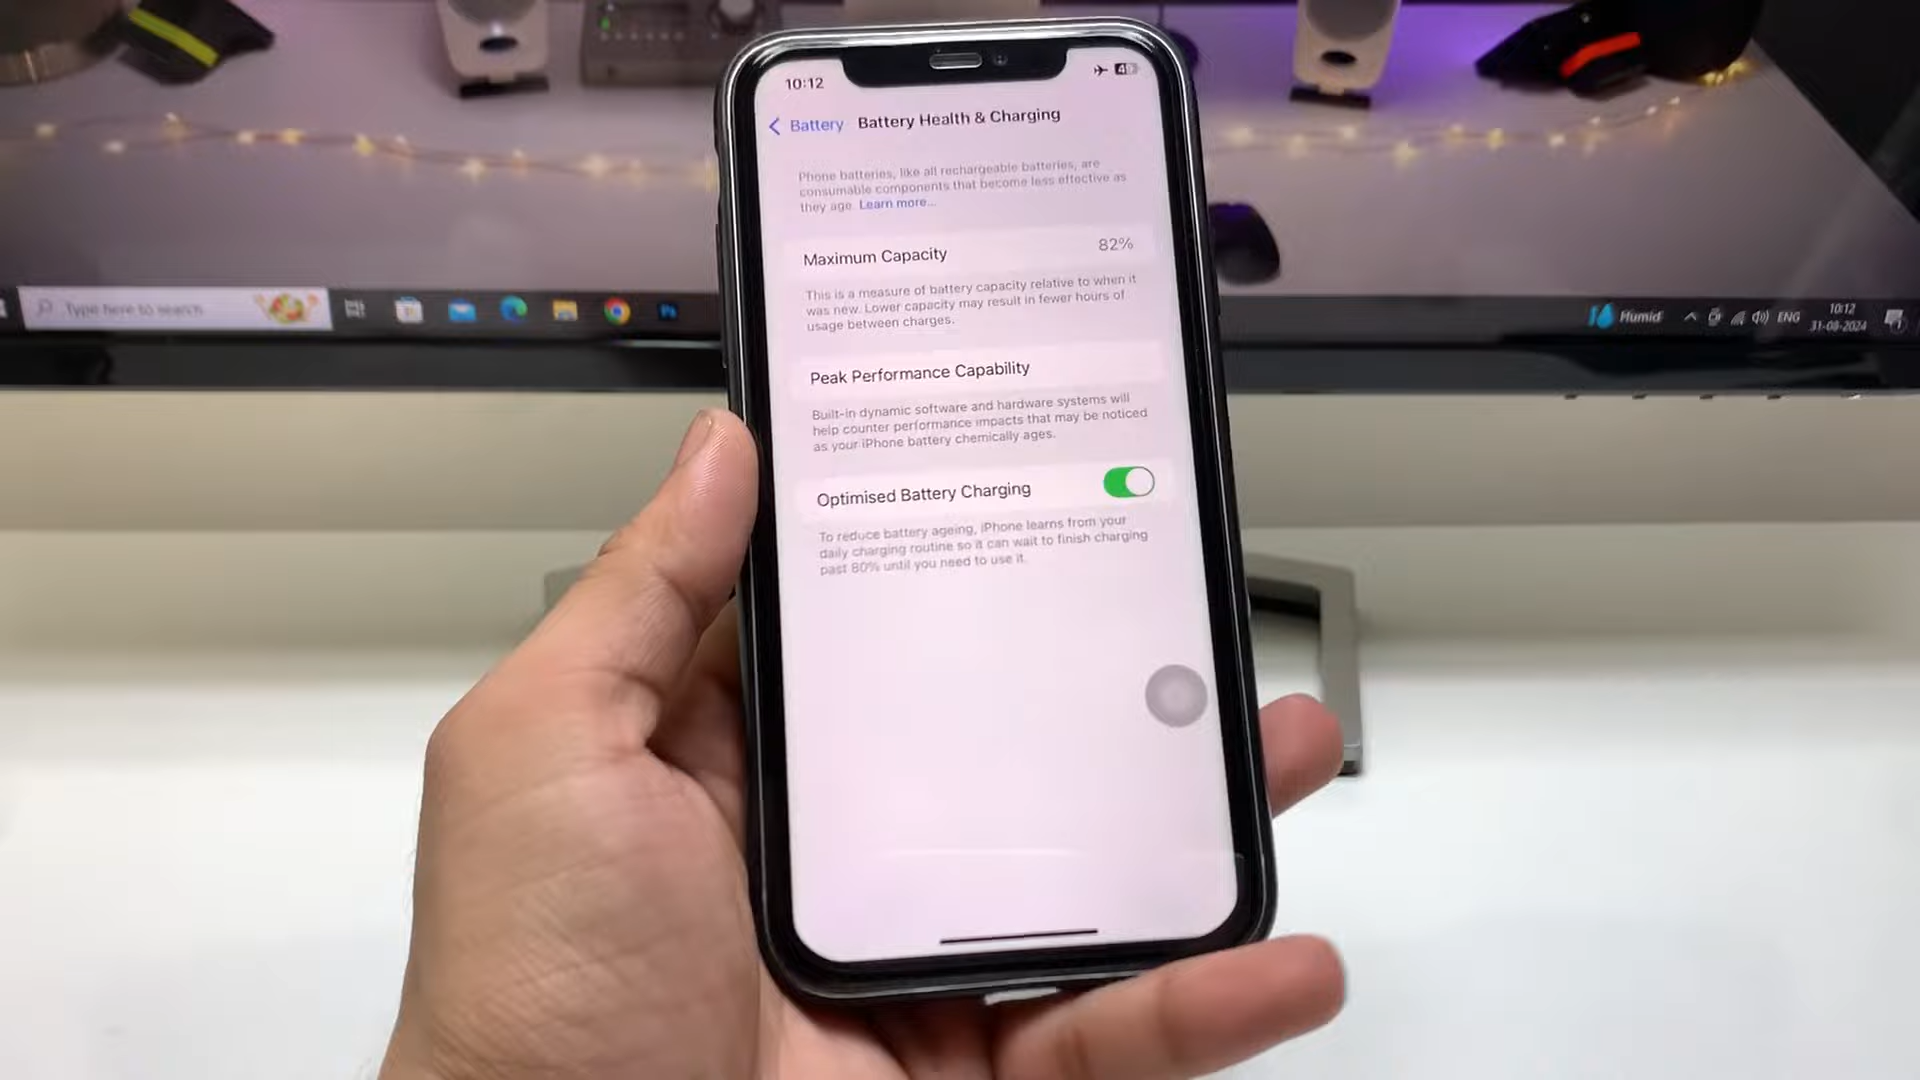 10:12
Battery
Battery Health & Charging
Phone batteries, like all rechargeable batteries, are
consumable components that become less effective as
they age. Learn more...
Maximum Capacity
82%
This is a measure of battery capacity relative to when it
was new. Lower capacity may result in fewer hours of
usage between charges.
Peak Performance Capability
Built-in dynamic software and hardware systems will
help counter performance impacts that may be noticed
as your iPhone battery chemically ages.
Optimised Battery Charging
To reduce battery ageing, iPhone learns from your
daily charging routine so it can wait to finish charging
past 80% until you need to use it.
Type here to search
Ps
Humid
ENG
10:12
31-08-2024